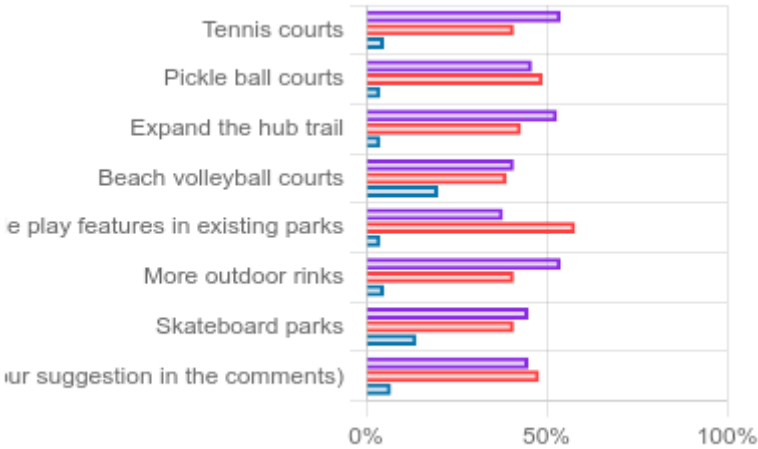 Tennis courts
Pickle ball courts
Expand the hub trail
Beach volleyball courts
e play features in existing parks
More outdoor rinks
Skateboard parks
ur suggestion in the comments)
0% 50% 100%